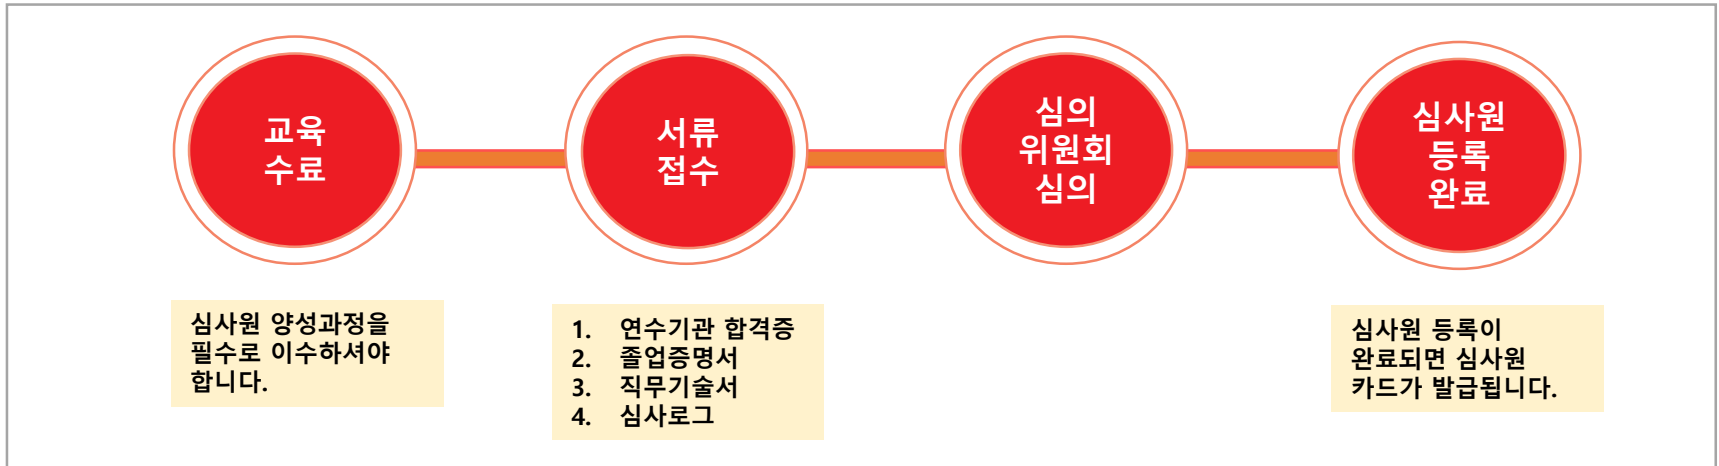 교육
수료
서류
접수
심의
위원회
심의
심사원
등록
완료
심사원 양성과정을
필수로 이수하셔야
합니다.
1. 연수기관 합격증
2. 졸업증명서
3. 직무기술서
4. 심사로그
심사원 등록이
완료되면 심사원
카드가 발급됩니다.